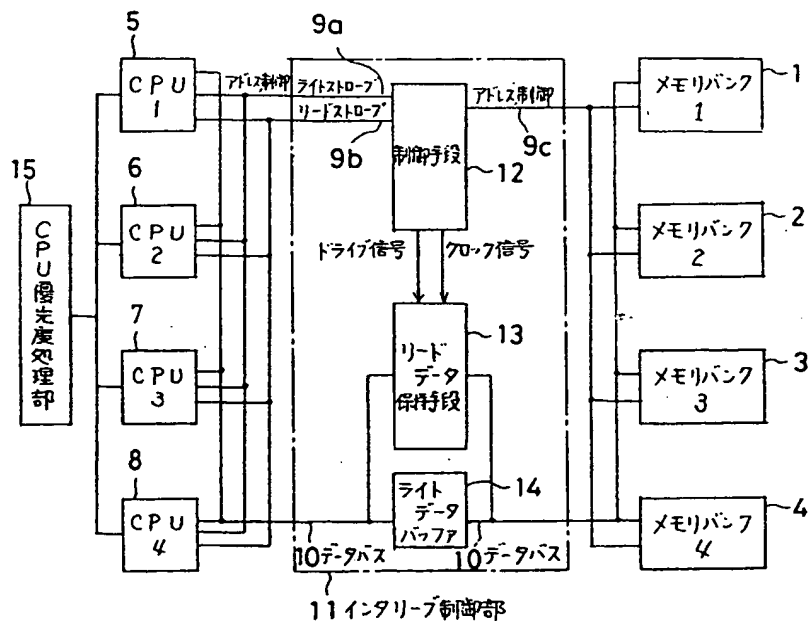 5
CPU
1
6
CPU
2
7
CPU
3
8
CPU
4
15
CPU優先度処理部
アドレス制御
9a
ライトストローブ
リードストローブ
9b
制御手段
12
ドライブ信号
クロック信号
13
リード
データ
保持手段
14
ライト
データ
バッファ
10データバス
10データバス
11インタリーブ制御部
アドレス制御
9c
1
メモリバンク
1
2
メモリバンク
2
3
メモリバンク
3
4
メモリバンク
4